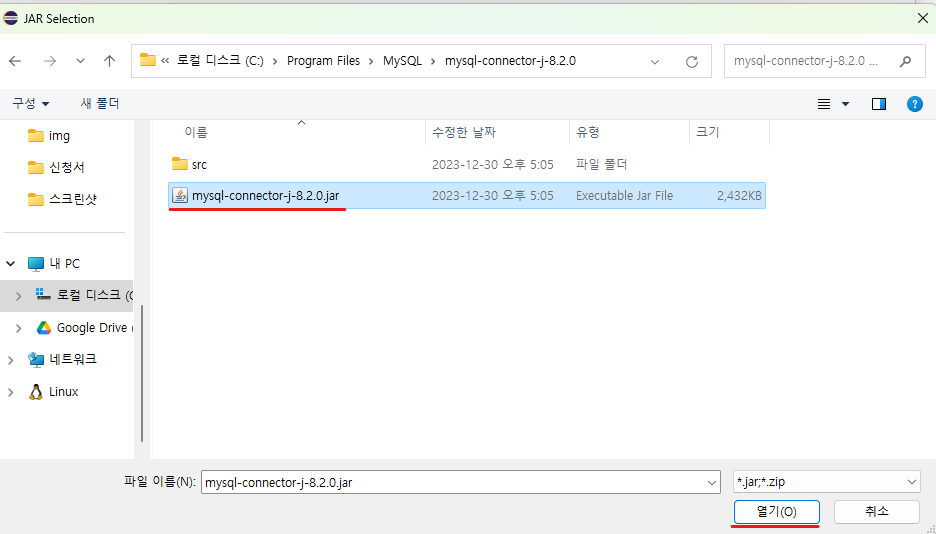 JAR Selection
« 로컬 디스크 (C:) > Program Files > MySQL > mysql-connector-j-8.2.0
mysql-connector-j-8.2.0 ...
구성 새 폴더
이름 수정한 날짜 유형 크기
img
신청서
스크린샷
내 PC
로컬 디스크 (C
Google Drive (
네트워크
Linux
src 2023-12-30 오후 5:05 파일 폴더
mysql-connector-j-8.2.0.jar 2023-12-30 오후 5:05 Executable Jar File 2,432KB
파일 이름(N): mysql-connector-j-8.2.0.jar
*.jar;*.zip
열기(O) 취소